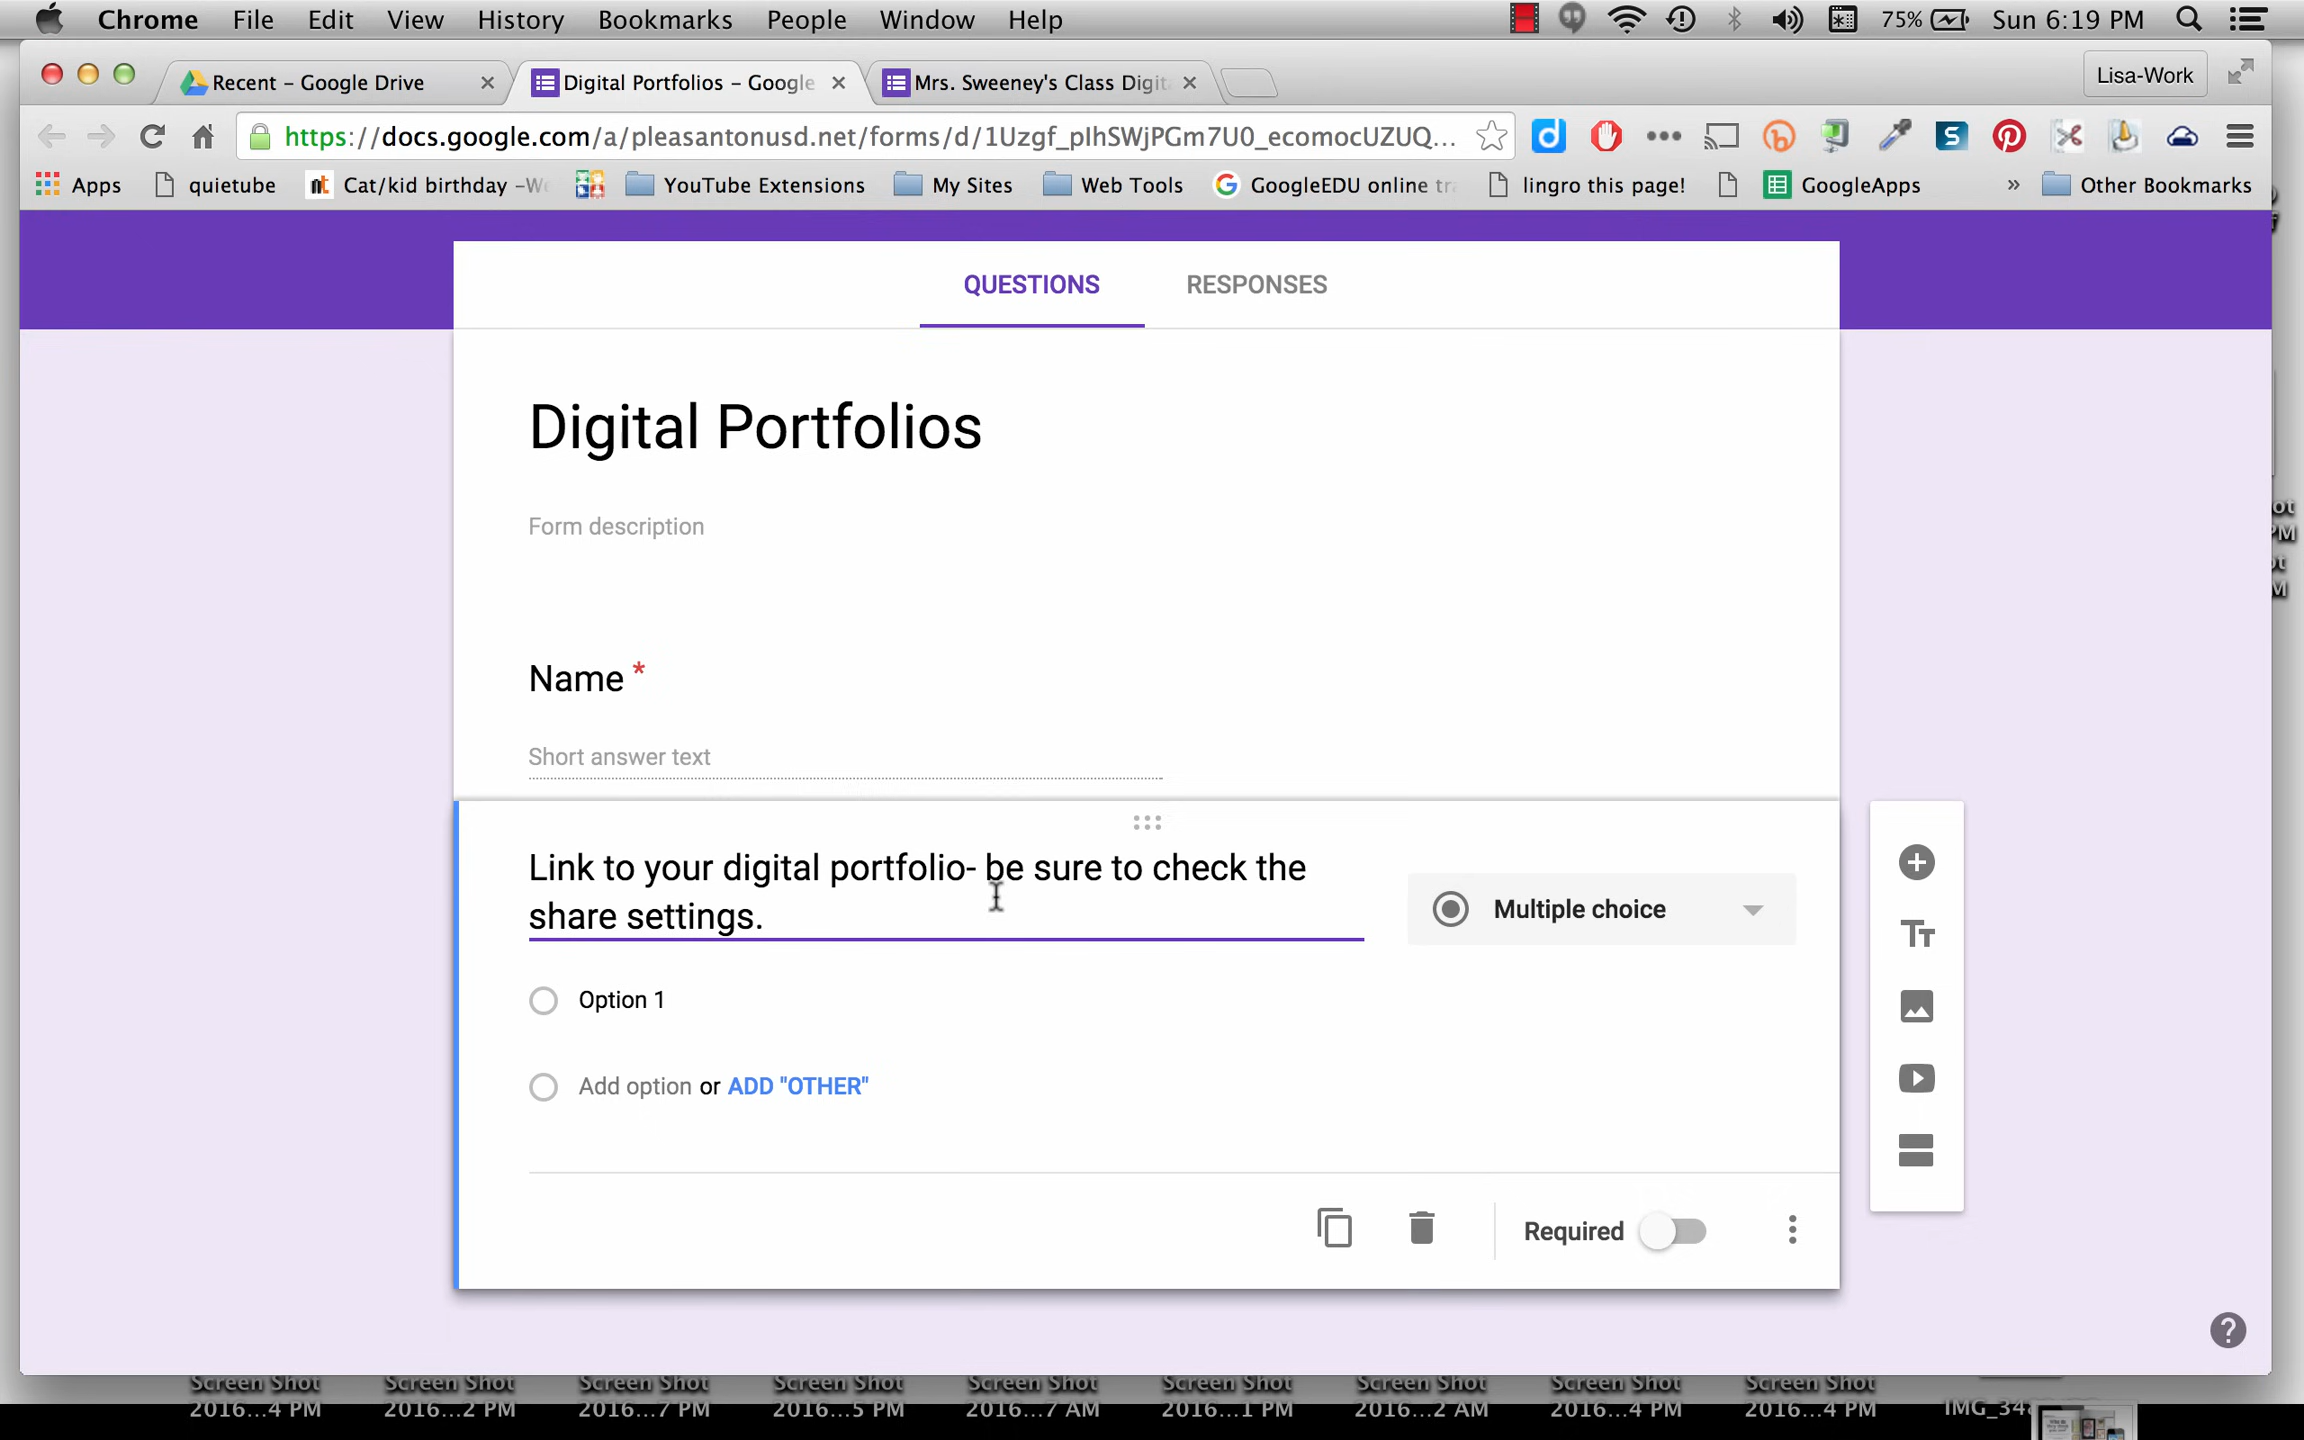 Chrome File Edit View History Bookmarks People Window Help 75% Sun 6:19 PM
Recent – Google Drive Digital Portfolios – Google Mrs. Sweeney's Class Digit Lisa-Work
https://docs.google.com/a/pleasantonusd.net/forms/d/1Uzgf_pIhSWjPGm7U0_ecomocUZUQ...
Apps quietube nt Cat/kid birthday -We YouTube Extensions My Sites Web Tools GoogleEDU online tr lingro this page! GoogleApps » Other Bookmarks
QUESTIONS RESPONSES
Digital Portfolios
Form description
Name *
Short answer text
Link to your digital portfolio- be sure to check the
share settings.
Multiple choice
Option 1
Add option or ADD "OTHER"
Required
Screen Shot Screen Shot Screen Shot Screen Shot Screen Shot Screen Shot Screen Shot Screen Shot Screen Shot
2016...4 PM 2016...2 PM 2016...7 PM 2016...5 PM 2016...7 AM 2016...1 PM 2016...2 AM 2016...4 PM 2016...4 PM IMG_34